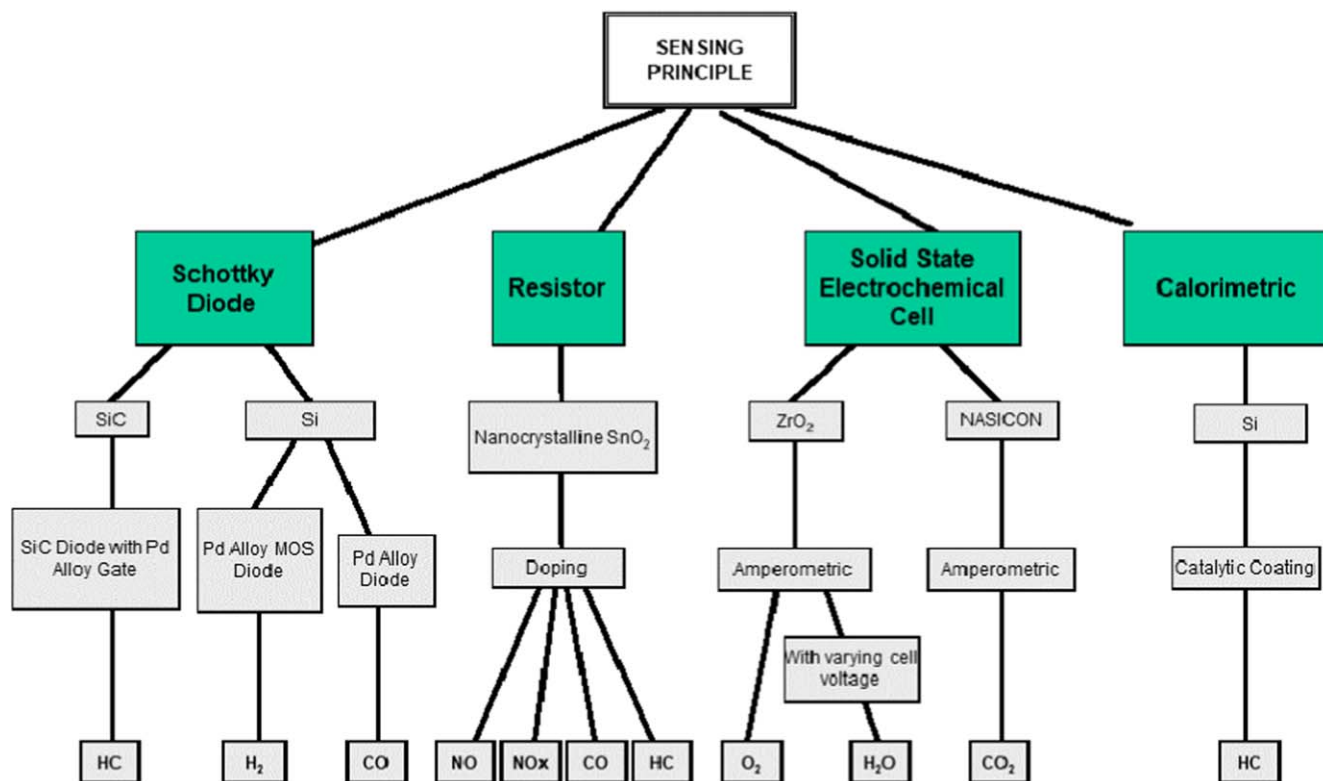 SENSING
PRINCIPLE
Schottky
Diode
Resistor
Solid State
Electrochemical
Cell
Calorimetric
SiC
Si
Nanocrystalline SnO₂
ZrO₂
NASICON
Si
SiC Diode with Pd
Alloy Gate
Pd Alloy MOS
Diode
Pd Alloy
Diode
Doping
Amperometric
Amperometric
Catalytic Coating
With varying cell
voltage
HC
H₂
CO
NO
NOx
CO
HC
O₂
H₂O
CO₂
HC